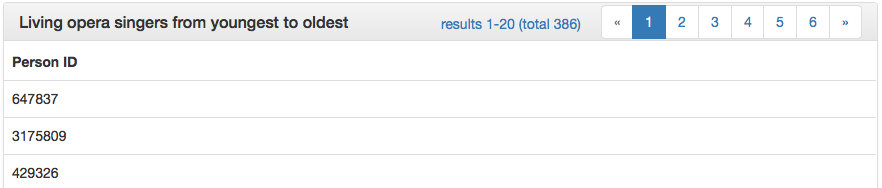 Living opera singers from youngest to oldest results 1-20 (total 386) « 1 2 3 4 5 6 »
Person ID
647837
3175809
429326